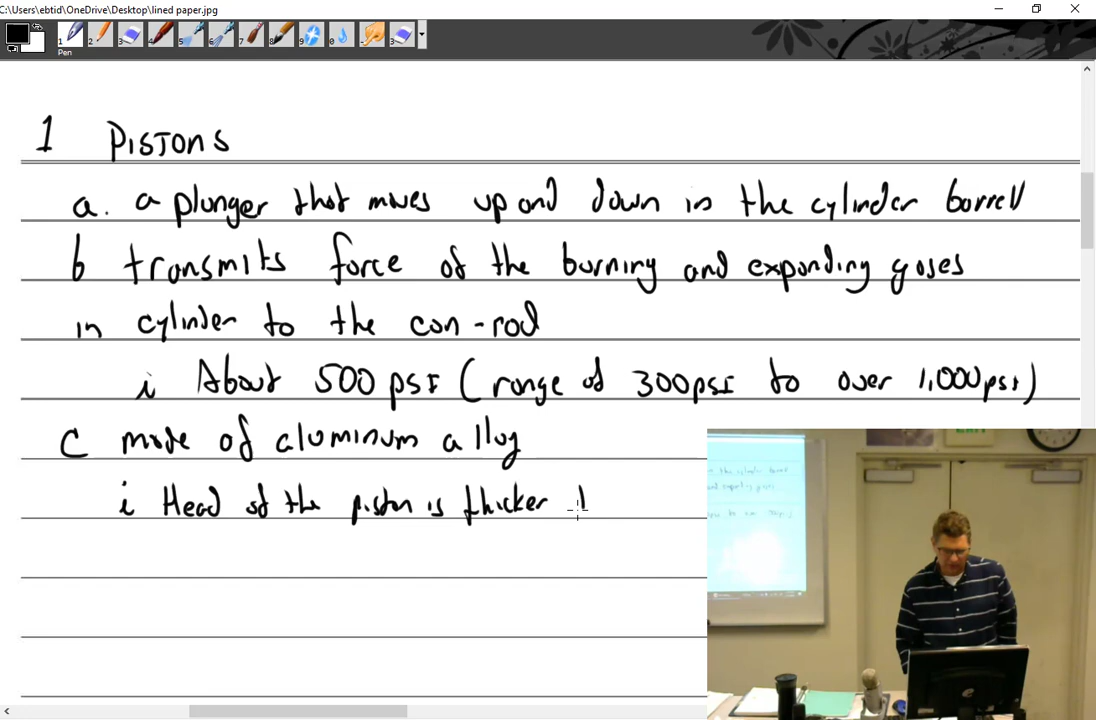 C:\Users\ebtid\OneDrive\Desktop\lined paper.jpg
Pen
1 Pistons
a. a plunger that moves up and down in the cylinder barrell
b transmits force of the burning and expanding gases
in cylinder to the con-rod
i About 500 psi (range of 300psi to over 1,000psi)
c made of aluminum alloy
i Head of the piston is thicker